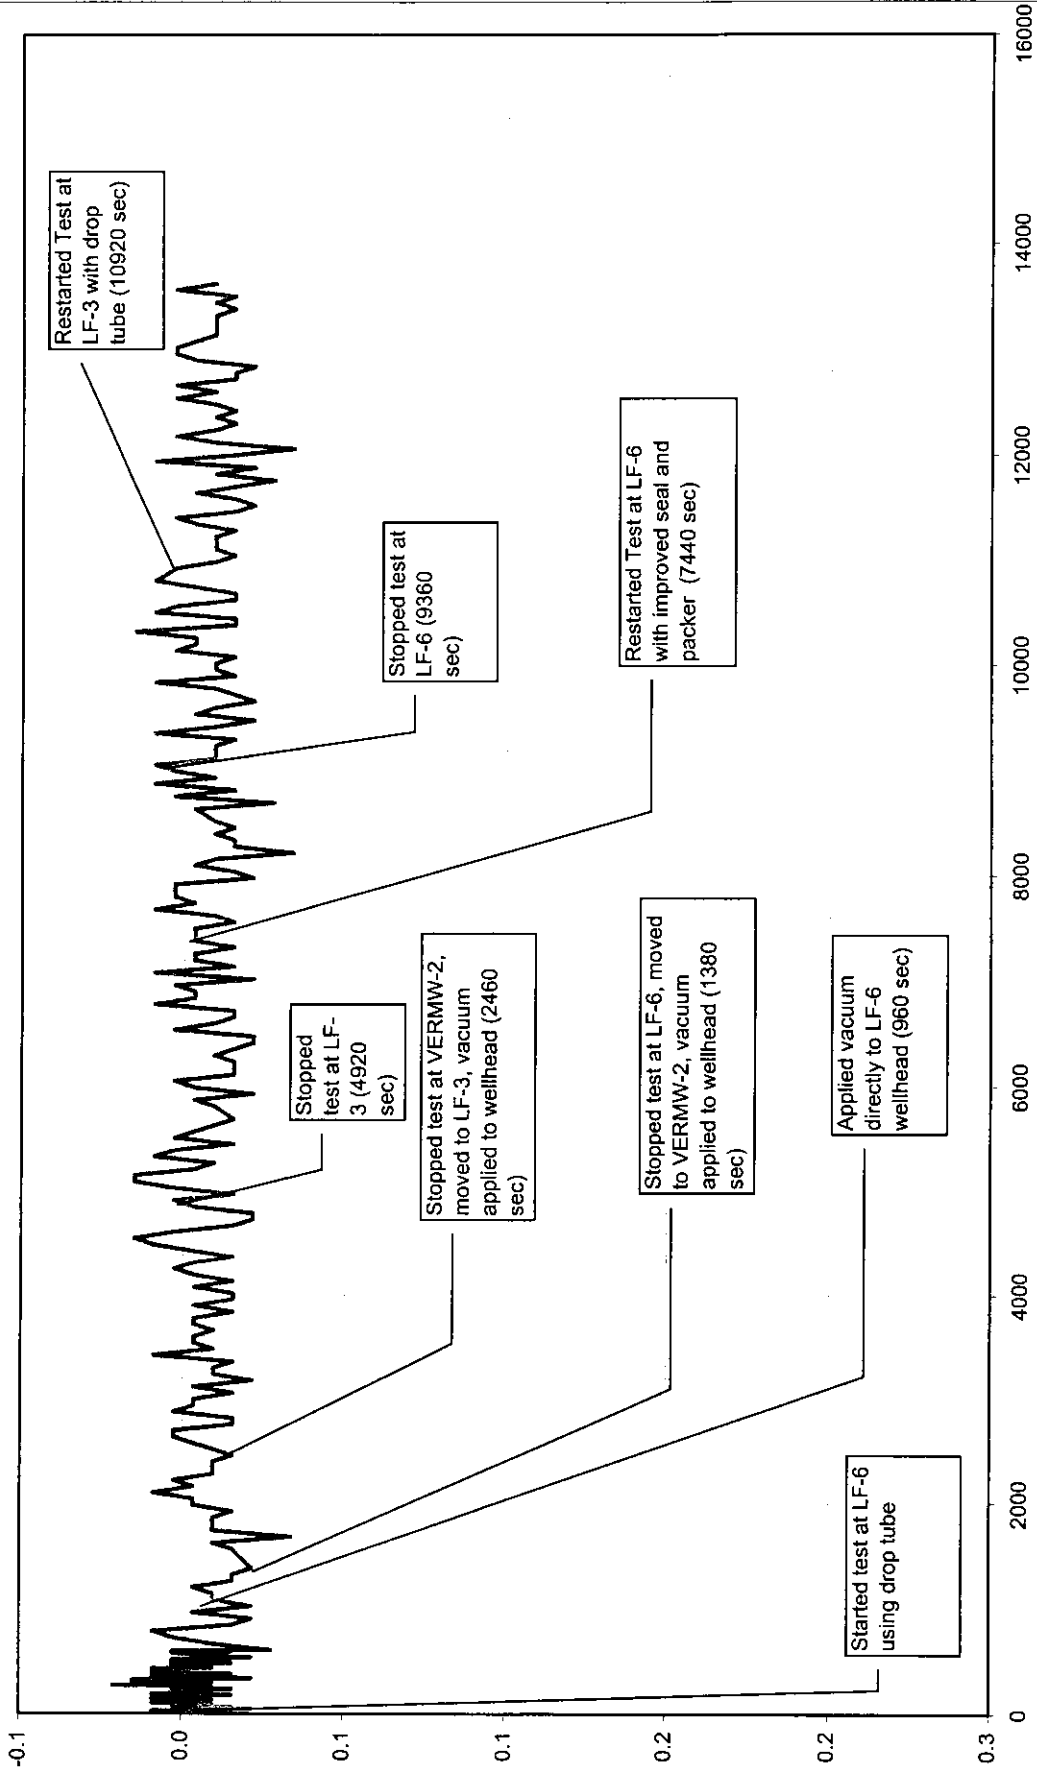 -0.1
0.0
0.1
0.1
0.2
0.2
0.3
0
2000
4000
6000
8000
10000
12000
14000
16000
Started test at LF-6
using drop tube
Applied vacuum
directly to LF-6
wellhead (960 sec)
Stopped test at LF-6, moved
to VERMW-2, vacuum
applied to wellhead (1380
sec)
Stopped test at VERMW-2,
moved to LF-3, vacuum
applied to wellhead (2460
sec)
Stopped
test at LF-
3 (4920
sec)
Restarted Test at LF-6
with improved seal and
packer (7440 sec)
Stopped test at
LF-6 (9360
sec)
Restarted Test at
LF-3 with drop
tube (10920 sec)